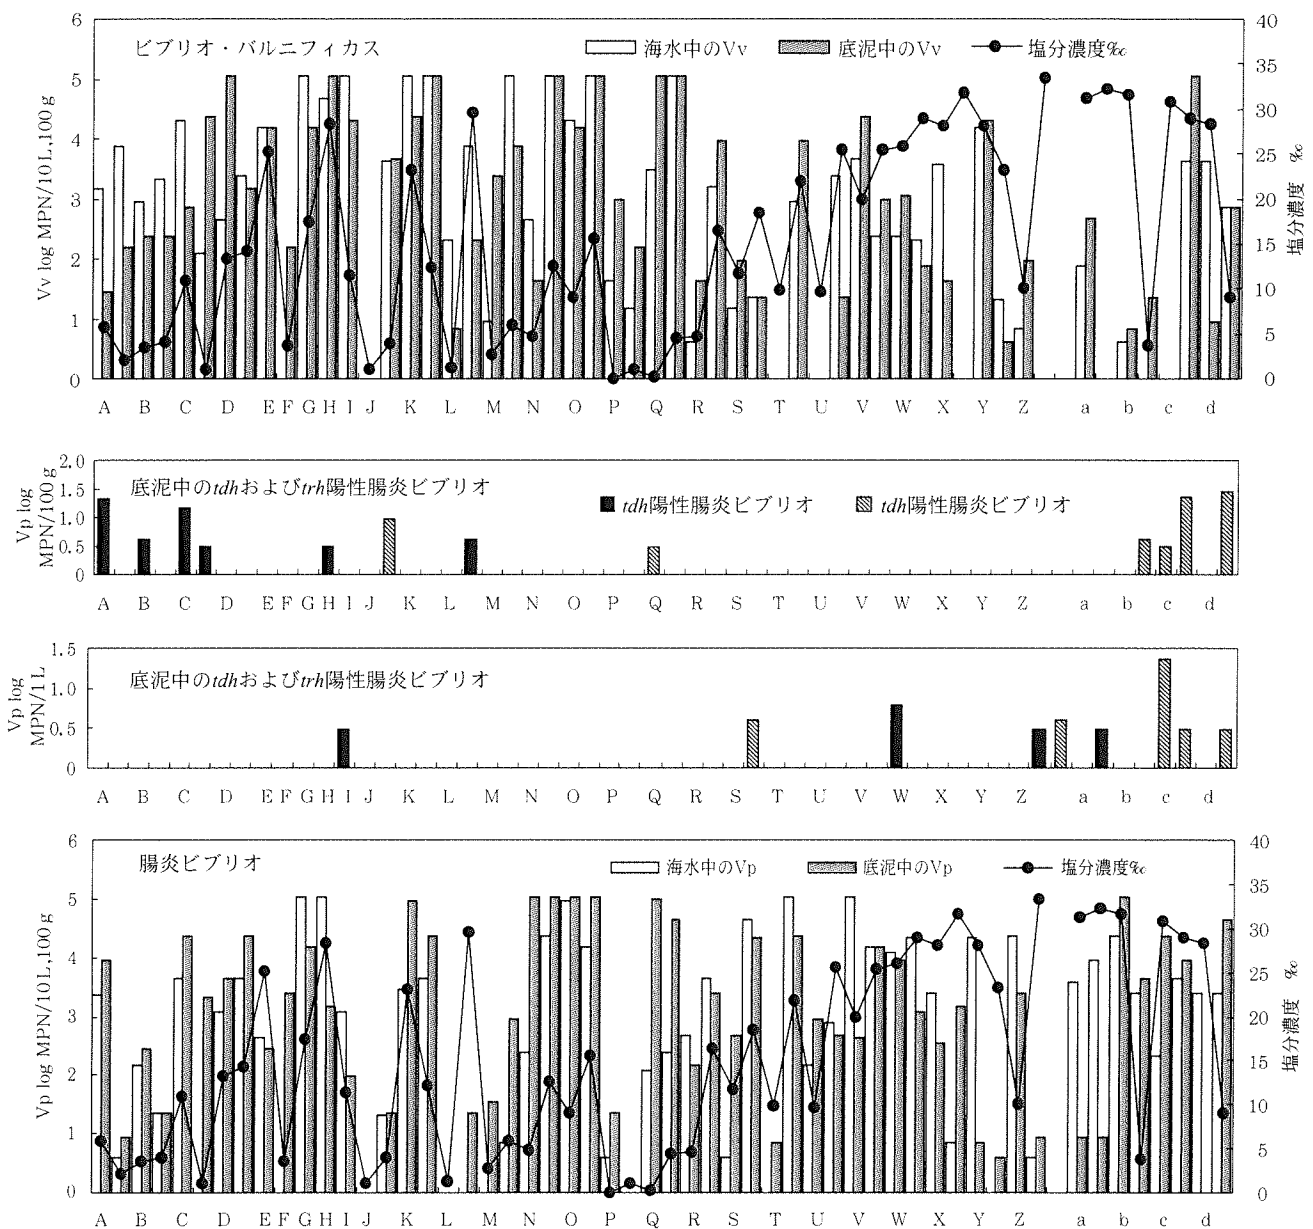 6
5
4
3
2
1
0
Vv log MPN/10 L,100 g
ビブリオ・バルニフィカス
海水中のVv
底泥中のVv
塩分濃度‰
40
35
30
25
20
15
10
5
0
塩分濃度 ‰
A B C D E F G H I J K L M N O P Q R S T U V W X Y Z a b c d
2.0
1.5
1.0
0.5
0
Vp log
MPN/100 g
底泥中のtdhおよびtrh陽性腸炎ビブリオ
tdh陽性腸炎ビブリオ
tdh陽性腸炎ビブリオ
A B C D E F G H I J K L M N O P Q R S T U V W X Y Z a b c d
1.5
1.0
0.5
0
Vp log
MPN/1 L
底泥中のtdhおよびtrh陽性腸炎ビブリオ
A B C D E F G H I J K L M N O P Q R S T U V W X Y Z a b c d
6
5
4
3
2
1
0
Vp log MPN/10 L,100 g
腸炎ビブリオ
海水中のVp
底泥中のVp
塩分濃度‰
40
35
30
25
20
15
10
5
0
塩分濃度 ‰
A B C D E F G H I J K L M N O P Q R S T U V W X Y Z a b c d